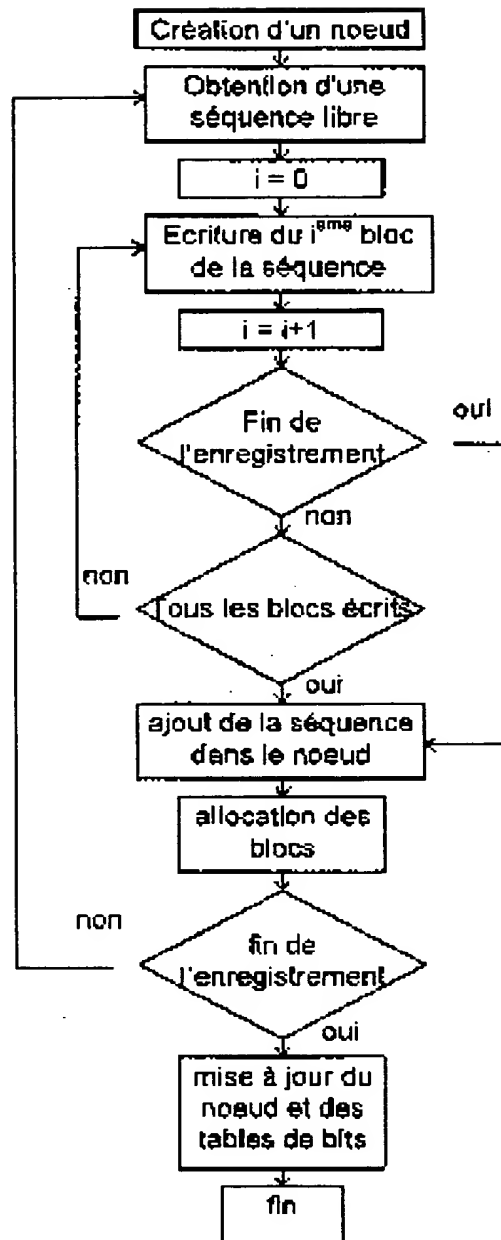 Création d'un noeud
Obtention d'une
séquence libre
i = 0
Ecriture du i^eme bloc
de la séquence
i = i+1
Fin de
l'enregistrement
oui
non
non
Tous les blocs écrits
oui
ajout de la séquence
dans le noeud
allocation des
blocs
non
fin de
l'enregistrement
oui
mise à jour du
noeud et des
tables de bits
fin